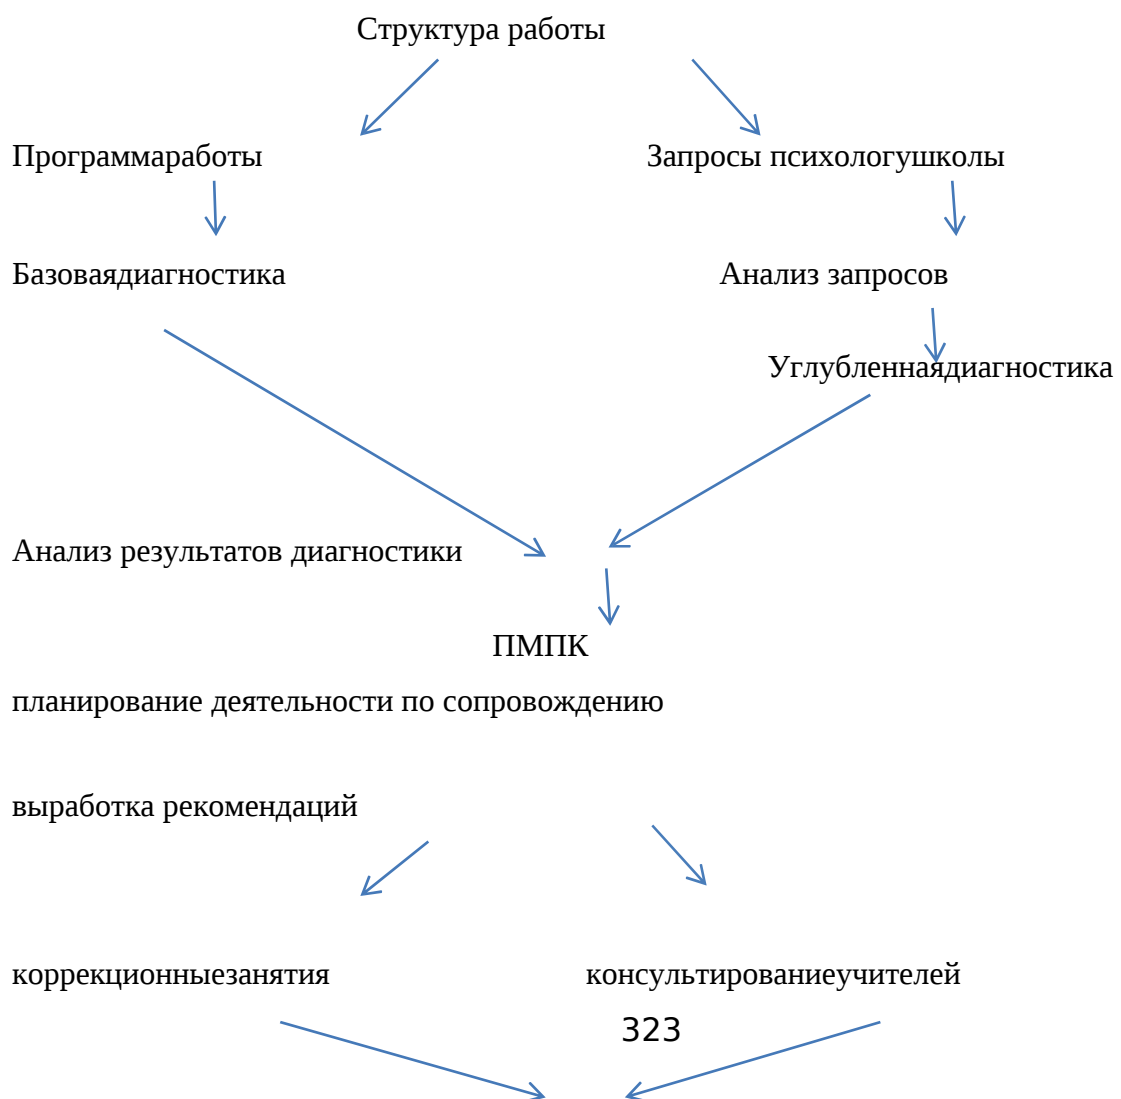 Структура работы
Программаработы Запросы психологушколы
Базоваядиагностика Анализ запросов
Углубленнаядиагностика
Анализ результатов диагностики
ПМПК
планирование деятельности по сопровождению
выработка рекомендаций
коррекционныезанятия консультированиеучителей
323